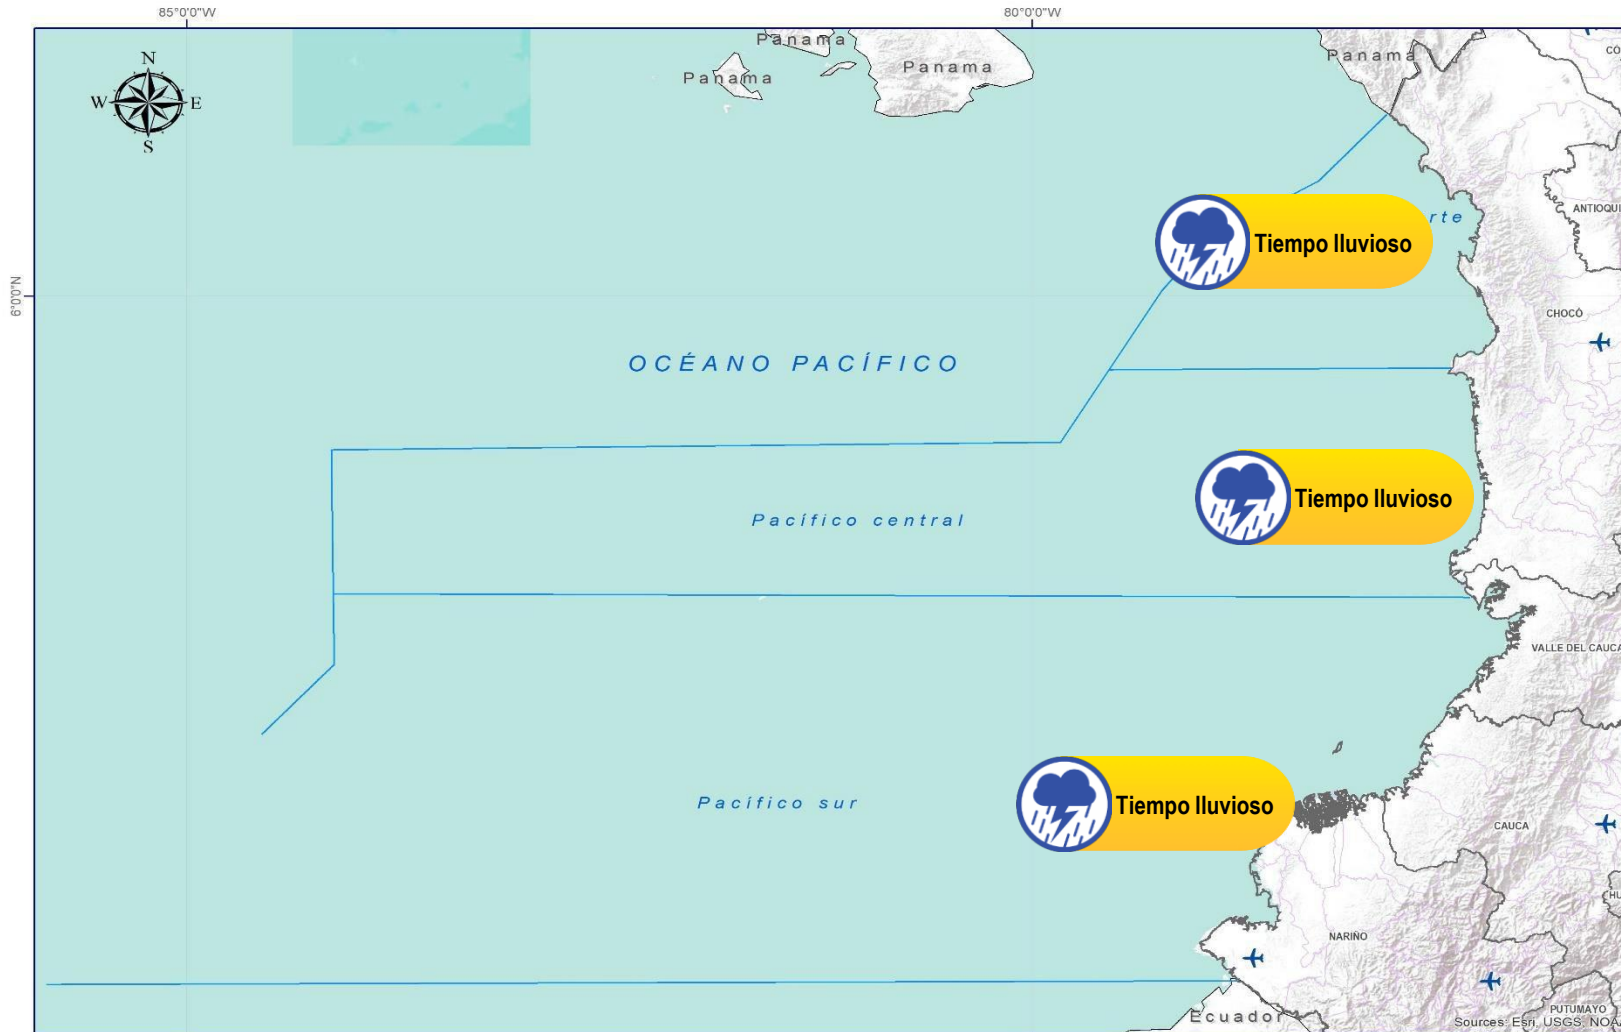 85°0'0"W
80°0'0"W
Panama
Panama
Panama
Panama
N
W
E
S
rte
Tiempo lluvioso
ANTIOQUI
6°0'0"N
CHOCÓ
OCÉANO PACÍFICO
Tiempo lluvioso
Pacífico central
VALLE DEL CAUCA
Pacífico sur
Tiempo lluvioso
CAUCA
HU
NARIÑO
PUTUMAYO
Ecuador
Sources: Esri, USGS, NOA